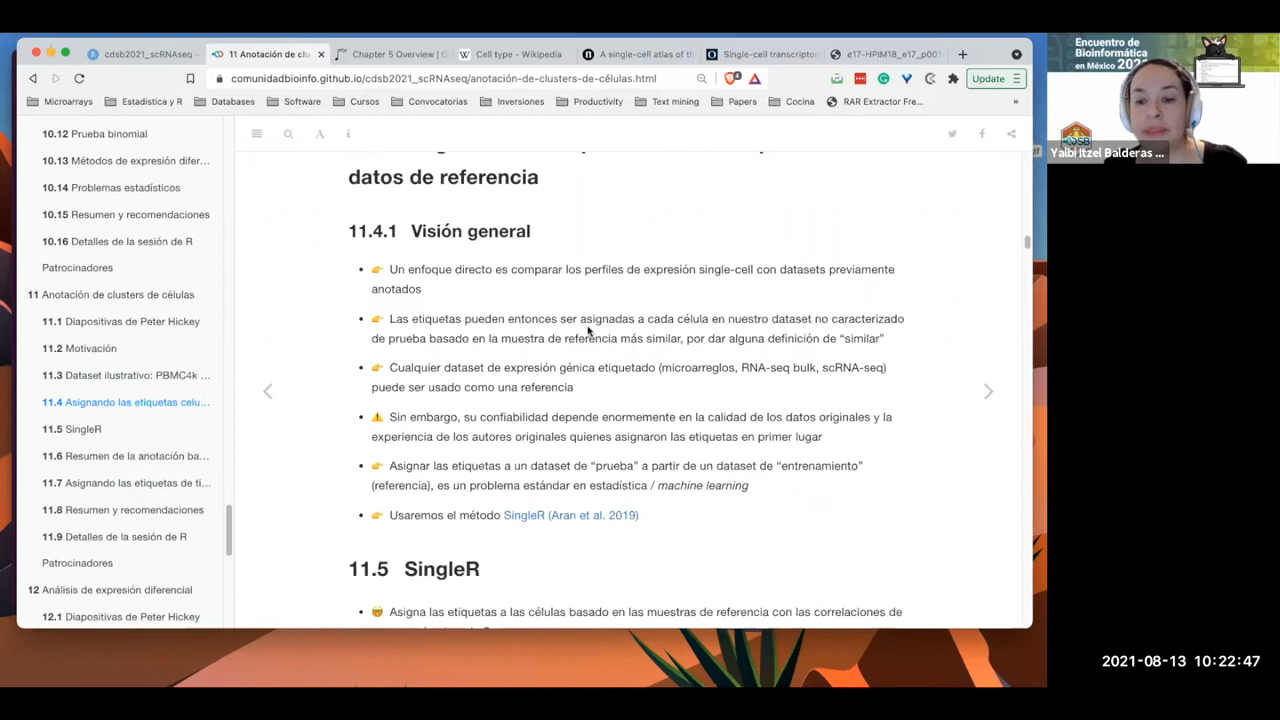 cdsb2021_scRNAseq
11 Anotación de clu
Chapter 5 Overview | O
Cell type - Wikipedia
A single-cell atlas of th
Single-cell transcriptom
e17-HPIM18_e17_p001
comunidadbioinfo.github.io/cdsb2021_scRNAseq/anotación-de-clusters-de-células.html
Update
Microarrays
Estadistica y R
Databases
Software
Cursos
Convocatorias
Inversiones
Productivity
Text mining
Papers
Cocina
RAR Extractor Fre...
10.12 Prueba binomial
10.13 Métodos de expresión difer...
10.14 Problemas estadísticos
10.15 Resumen y recomendaciones
10.16 Detalles de la sesión de R
Patrocinadores
11 Anotación de clusters de células
11.1 Diapositivas de Peter Hickey
11.2 Motivación
11.3 Dataset ilustrativo: PBMC4k ...
11.4 Asignando las etiquetas celu...
11.5 SingleR
11.6 Resumen de la anotación ba...
11.7 Asignando las etiquetas de ti...
11.8 Resumen y recomendaciones
11.9 Detalles de la sesión de R
Patrocinadores
12 Análisis de expresión diferencial
12.1 Diapositivas de Peter Hickey
datos de referencia
11.4.1 Visión general
👉 Un enfoque directo es comparar los perfiles de expresión single-cell con datasets previamente
anotados
👉 Las etiquetas pueden entonces ser asignadas a cada célula en nuestro dataset no caracterizado
de prueba basado en la muestra de referencia más similar, por dar alguna definición de “similar”
👉 Cualquier dataset de expresión génica etiquetado (microarreglos, RNA-seq bulk, scRNA-seq)
puede ser usado como una referencia
⚠️ Sin embargo, su confiabilidad depende enormemente en la calidad de los datos originales y la
experiencia de los autores originales quienes asignaron las etiquetas en primer lugar
👉 Asignar las etiquetas a un dataset de “prueba” a partir de un dataset de “entrenamiento”
(referencia), es un problema estándar en estadística / machine learning
👉 Usaremos el método SingleR (Aran et al. 2019)
11.5 SingleR
Asigna las etiquetas a las células basado en las muestras de referencia con las correlaciones de
Encuentro de
Bioinformática
en México
Yalbi Itzel Balderas ...
2021-08-13 10:22:47